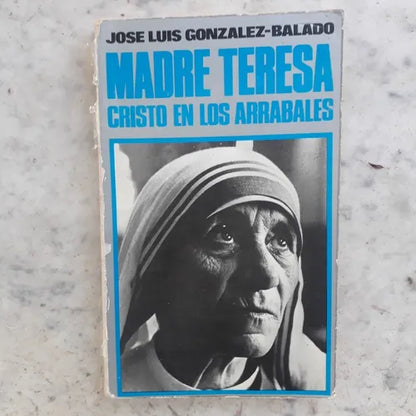 JOSE LUIS GONZALEZ-BALADO
MADRE TERESA
CRISTO EN LOS ARRABALES